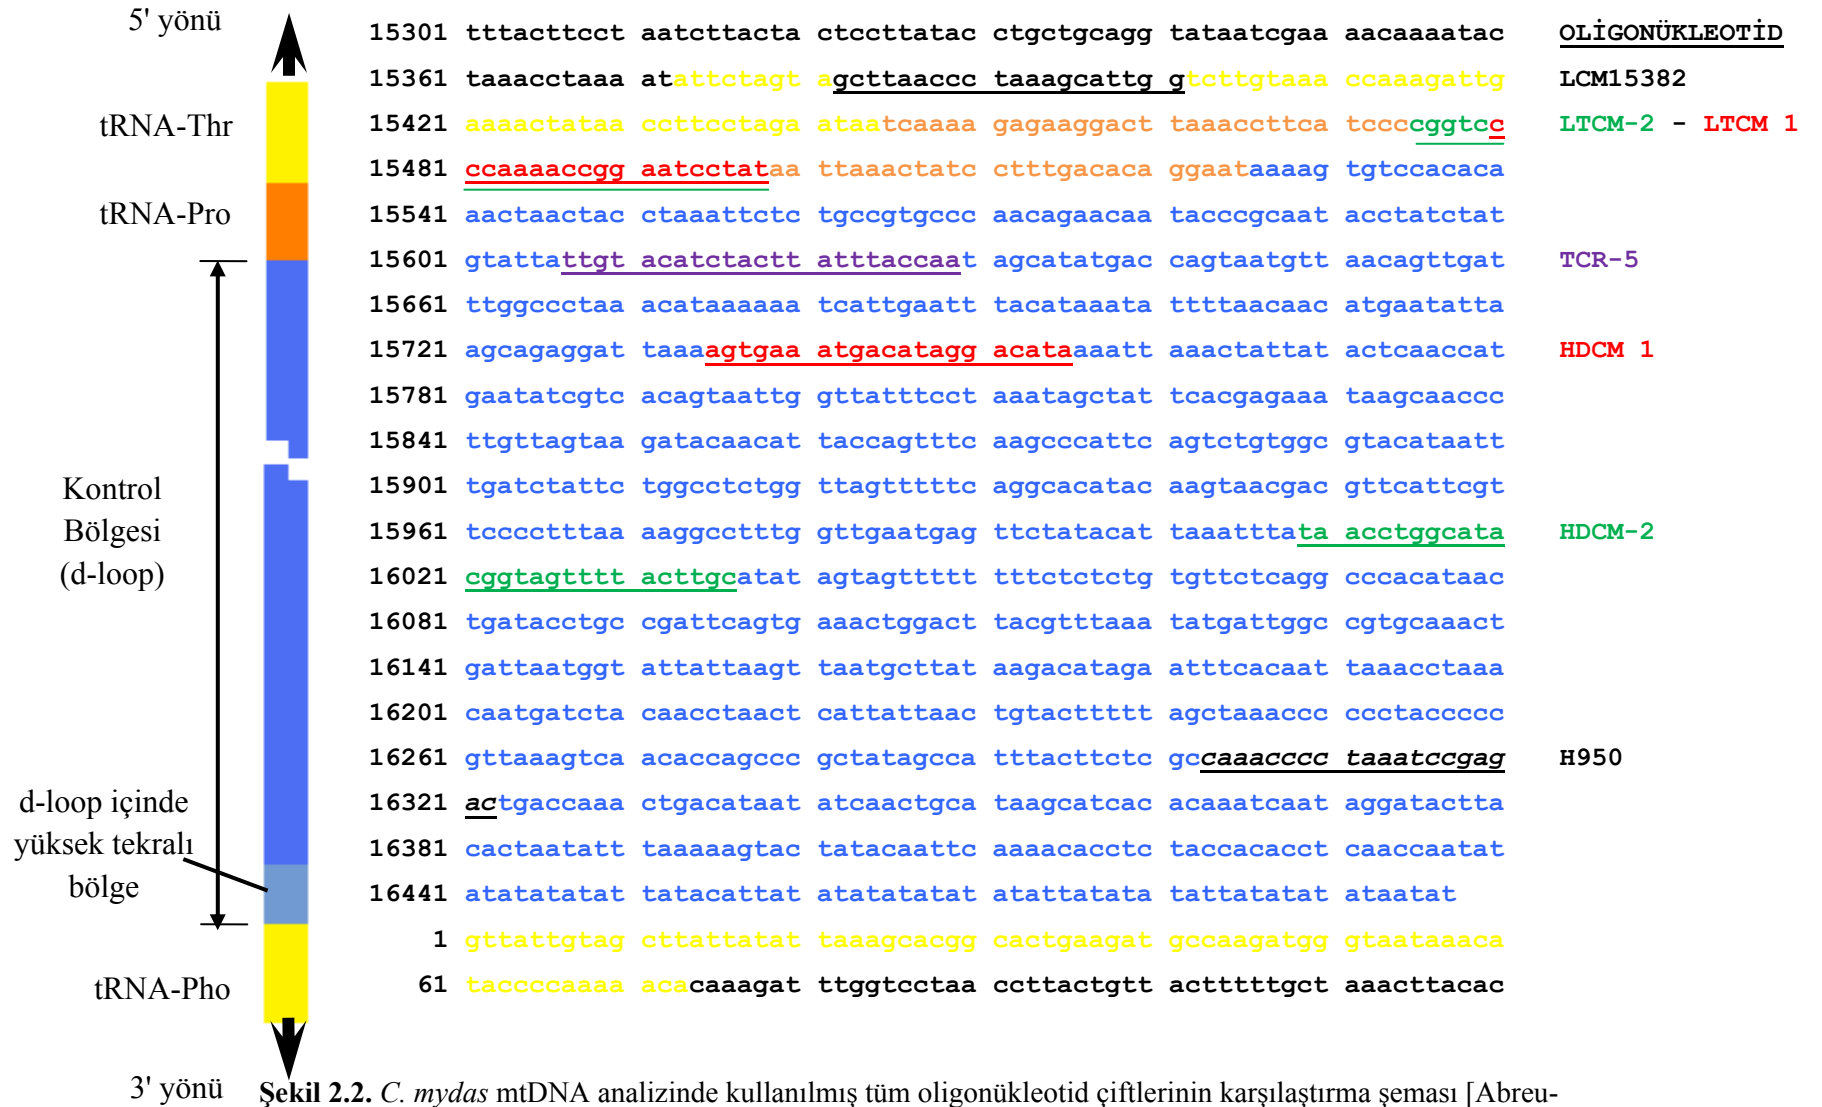 5' yönü
tRNA-Thr
tRNA-Pro
Kontrol
Bölgesi
(d-loop)
d-loop içinde
yüksek tekralı
bölge
tRNA-Pho
3' yönü
15301 tttacttcct aatcttacta ctccttatac ctgctgcagg tataatcgaa aacaaaatac OLİGONÜKLEOTİD
15361 taaacctaaa atattctagt agcttaaccc taaagcattg gtcttgtaaa ccaaagattg LCM15382
15421 aaaactataa ccttcctaga ataatcaaaa gagaaggact taaaccttca tccccggtcc LTCM-2 - LTCM 1
15481 ccaaaaccgg aatcctataa ttaaactatc ctttgacaca ggaataaaag tgtccacaca
15541 aactaactac ctaaattctc tgccgtgccc aacagaacaa tacccgcaat acctatctat
15601 gtattattgt acatctactt atttaccaat agcatatgac cagtaatgtt aacagttgat TCR-5
15661 ttggccctaa acataaaaaa tcattgaatt tacataaata ttttaacaac atgaatatta
15721 agcagaggat taaaagtgaa atgacatagg acataaaatt aaactattat actcaaccat HDCM 1
15781 gaatatcgtc acagtaattg gttatttcct aaatagctat tcacgagaaa taagcaaccc
15841 ttgttagtaa gatacaacat taccagtttc aagcccattc agtctgtggc gtacataatt
15901 tgatctattc tggcctctgg ttagtttttc aggcacatac aagtaacgac gttcattcgt
15961 tcccctttaa aaggcctttg gttgaatgag ttctatacat taaatttata acctggcata HDCM-2
16021 cggtagtttt acttgcatat agtagttttt tttctctctg tgttctcagg cccacataac
16081 tgatacctgc cgattcagtg aaactggact tacgtttaaa tatgattggc cgtgcaaact
16141 gattaatggt attattaagt taatgcttat aagacataga atttcacaat taaacctaaa
16201 caatgatcta caacctaact cattattaac tgtacttttt agctaaaccc ccctaccccc
16261 gttaaagtca acaccagccc gctatagcca tttacttctc gccaaacccc taaatccgag H950
16321 actgaccaaa ctgacataat atcaactgca taagcatcac acaaatcaat aggatactta
16381 cactaatatt taaaaagtac tatacaattc aaaacacctc taccacacct caaccaatat
16441 atatatatat tatacattat atatatatat atattatata tattatatat ataatat
1 gttattgtag cttattatat taaagcacgg cactgaagat gccaagatgg gtaataaaca
61 taccccaaaa acacaaagat ttggtcctaa ccttactgtt actttttgct aaacttacac
Şekil 2.2. C. mydas mtDNA analizinde kullanılmış tüm oligonükleotid çiftlerinin karşılaştırma şeması [Abreu-